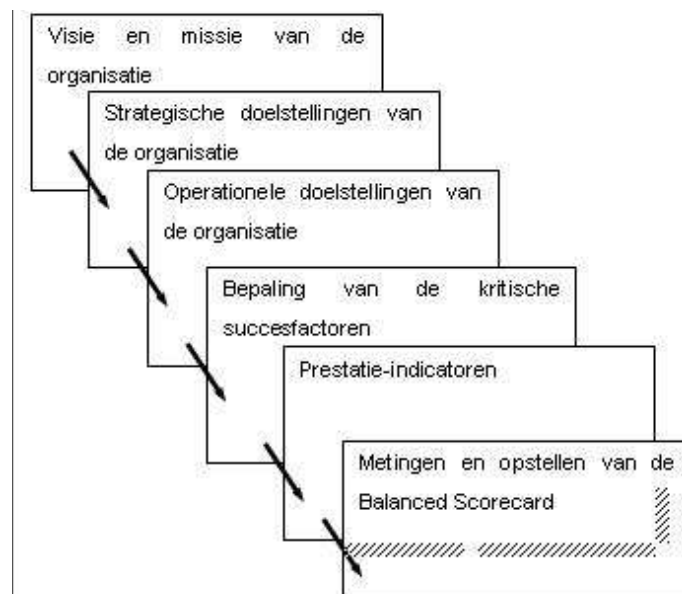 Visie en missie van de
organisatie
Strategische doelstellingen van
de organisatie
Operationele doelstellingen van
de organisatie
Bepaling van de kritische
succesfactoren
Prestatie-indicatoren
Metingen en opstellen van de
Balanced Scorecard